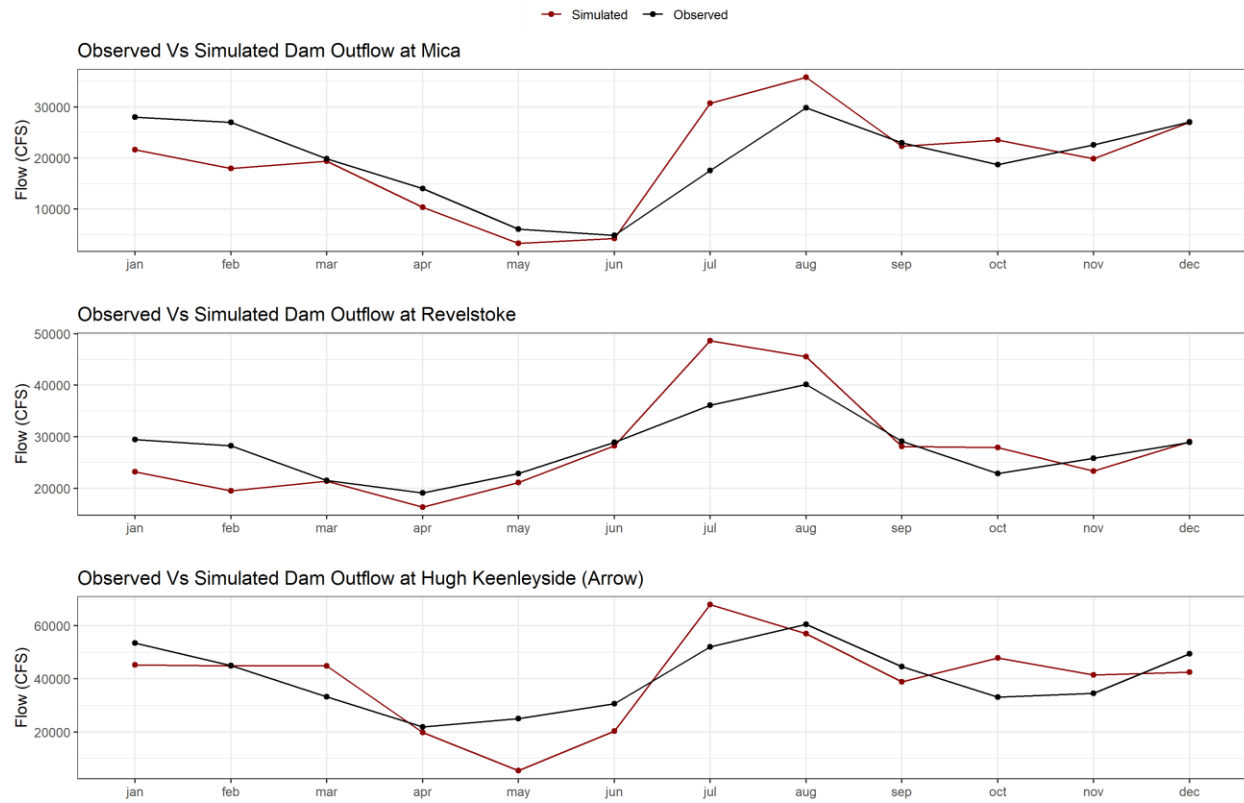 Simulated Observed
Observed Vs Simulated Dam Outflow at Mica
Flow (CFS)
30000
20000
10000
jan feb mar apr may jun jul aug sep oct nov dec
Observed Vs Simulated Dam Outflow at Revelstoke
Flow (CFS)
50000
40000
30000
20000
jan feb mar apr may jun jul aug sep oct nov dec
Observed Vs Simulated Dam Outflow at Hugh Keenleyside (Arrow)
Flow (CFS)
60000
40000
20000
jan feb mar apr may jun jul aug sep oct nov dec